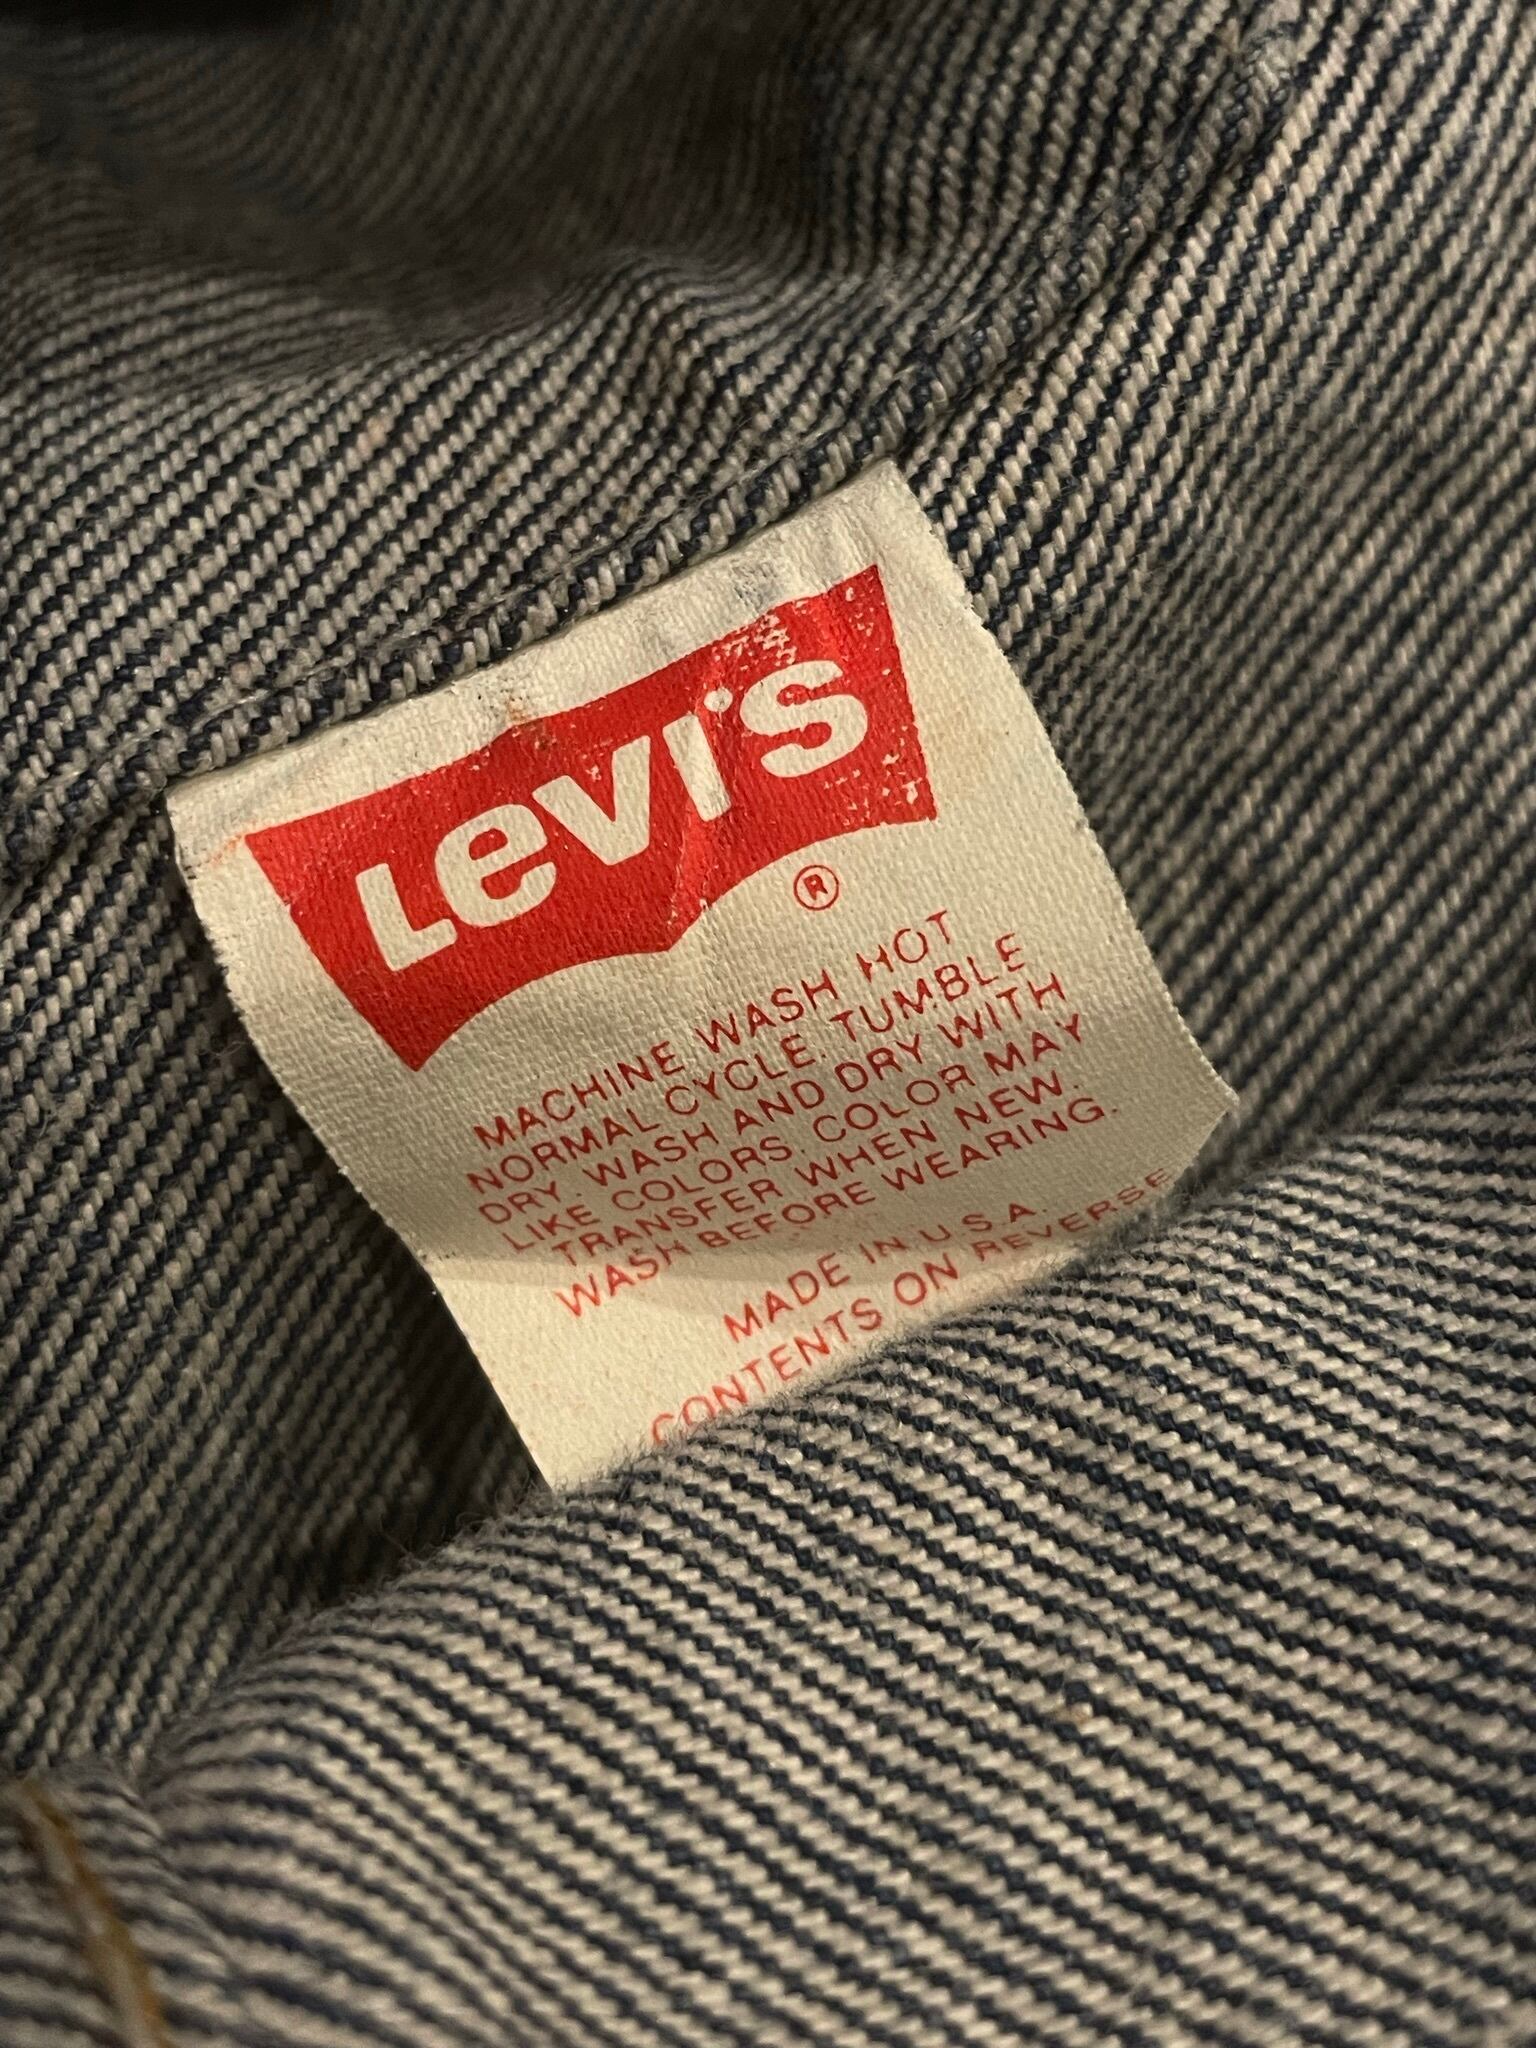 Levi's ®
MACHINE WASH HOT
NORMAL CYCLE. TUMBLE
DRY. WASH AND DRY WITH
LIKE COLORS. COLOR MAY
TRANSFER WHEN NEW.
WASH BEFORE WEARING.
MADE IN U.S.A.
CONTENTS ON REVERSE